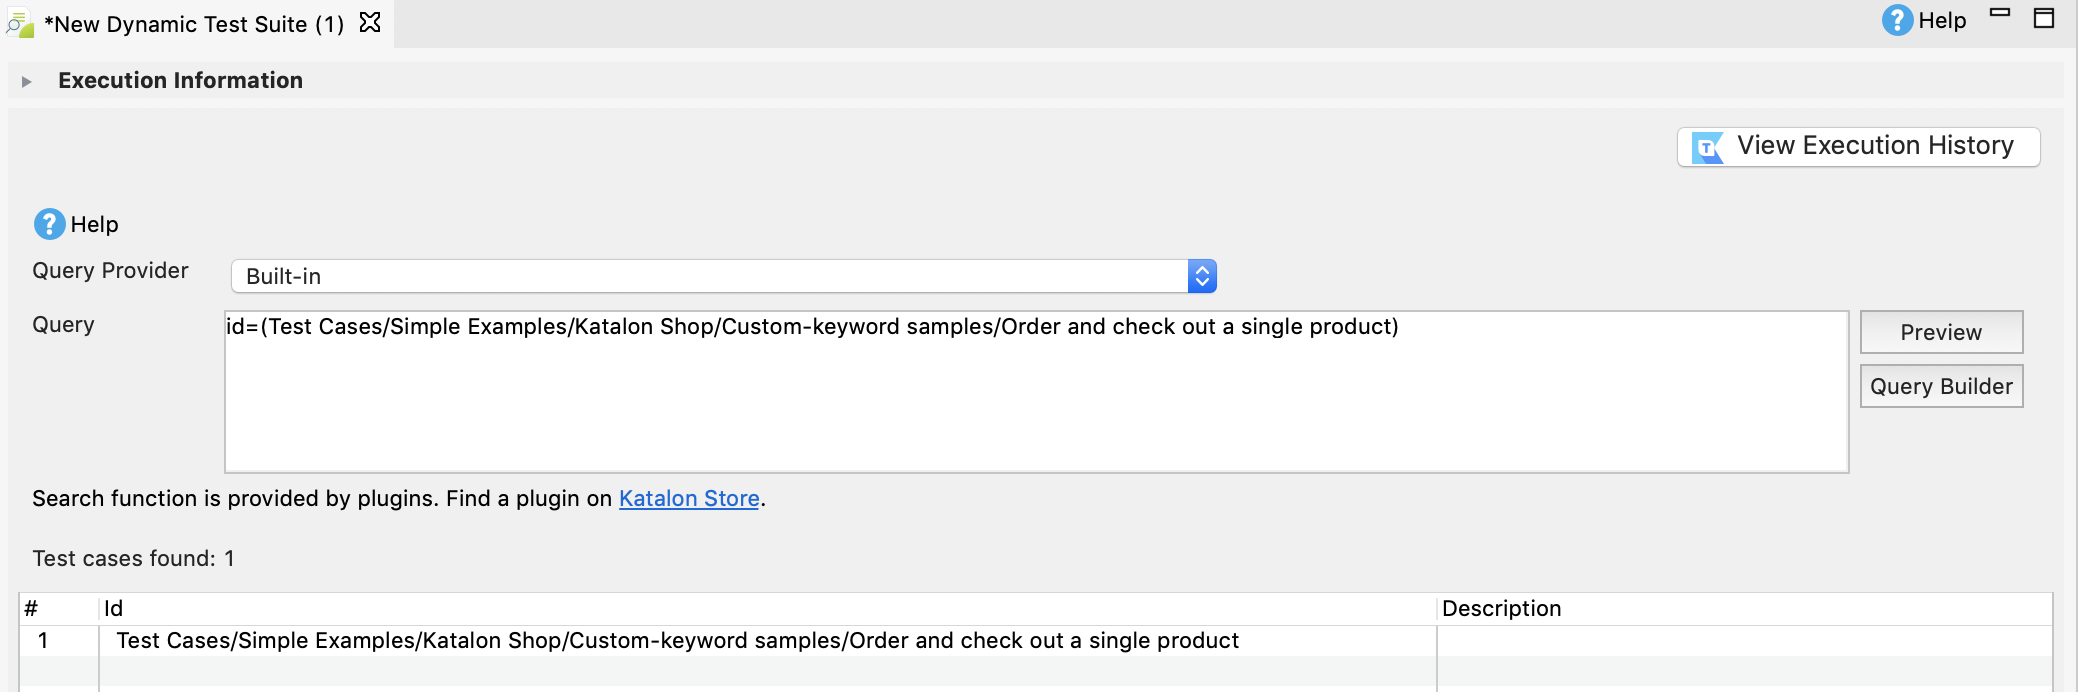 *New Dynamic Test Suite (1)
Help
Execution Information
T View Execution History
? Help
Query Provider
Built-in
Query
id=(Test Cases/Simple Examples/Katalon Shop/Custom-keyword samples/Order and check out a single product)
Preview
Query Builder
Search function is provided by plugins. Find a plugin on Katalon Store.
Test cases found: 1
# Id Description
1 Test Cases/Simple Examples/Katalon Shop/Custom-keyword samples/Order and check out a single product